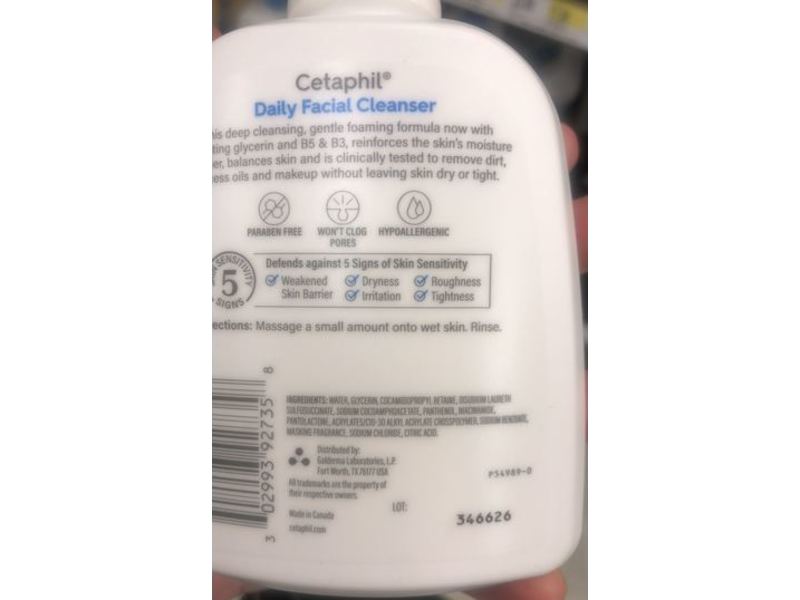 Cetaphil®
Daily Facial Cleanser
his deep cleansing, gentle foaming formula now with
ting glycerin and B5 & B3, reinforces the skin's moisture
er, balances skin and is clinically tested to remove dirt,
ess oils and makeup without leaving skin dry or tight.
PARABEN FREE
WON'T CLOG PORES
HYPOALLERGENIC
SENSITIVITY
5
SIGNS
Defends against 5 Signs of Skin Sensitivity
Weakened Skin Barrier
Dryness
Roughness
Irritation
Tightness
ections: Massage a small amount onto wet skin. Rinse.
INGREDIENTS: WATER, GLYCERIN, COCAMIDOPROPYL BETAINE, DISODIUM LAURETH
SULFOSUCCINATE, SODIUM COCOAMPHOACETATE, PANTHENOL, NIACINAMIDE,
PANTOLACTONE, ACRYLATES/C10-30 ALKYL ACRYLATE CROSSPOLYMER, SODIUM BENZOATE,
MASKING FRAGRANCE, SODIUM CHLORIDE, CITRIC ACID.
Distributed by:
Galderma Laboratories, L.P.
Fort Worth, TX 76177 USA
All trademarks are the property of
their respective owners.
Made in Canada
cetaphil.com
LOT:
P54989-0
346626
3 02993 92735 8